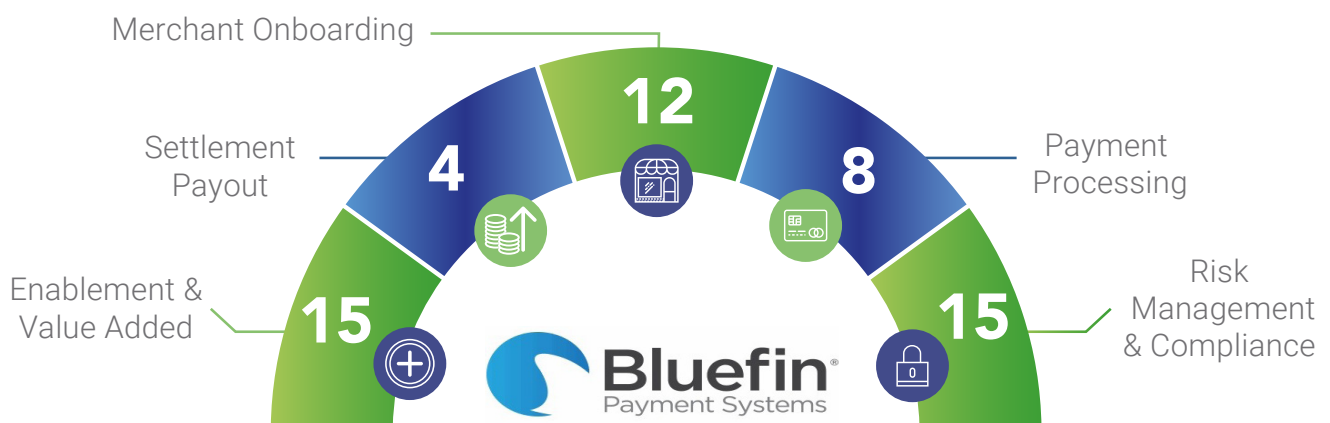 Merchant Onboarding
12
Settlement
Payout
4
8
Payment
Processing
Enablement &
Value Added
15
15
Risk
Management
& Compliance
Bluefin®
Payment Systems